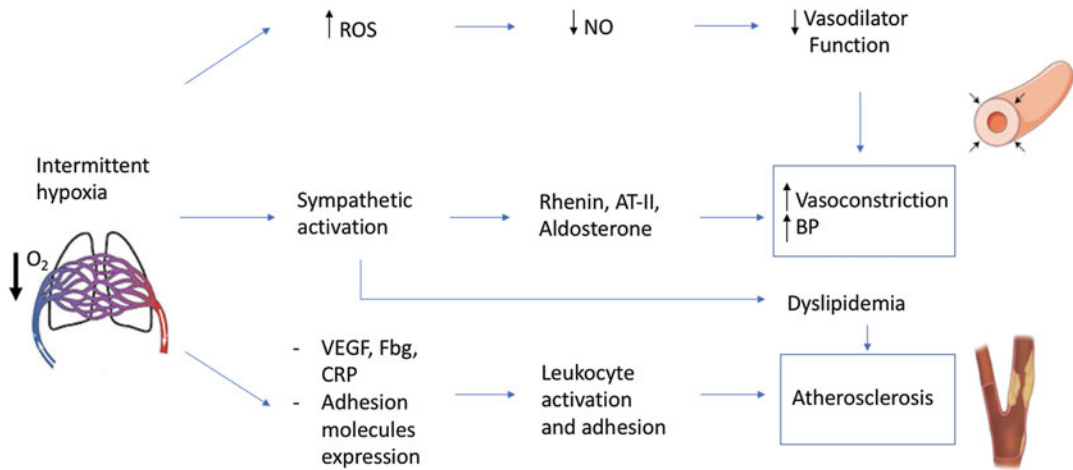 ↑ ROS
↓ NO
↓ Vasodilator
Function
Intermittent
hypoxia
↓ O₂
Sympathetic
activation
Rhenin, AT-II,
Aldosterone
↑ Vasoconstriction
↑ BP
Dyslipidemia
- VEGF, Fbg,
CRP
- Adhesion
molecules
expression
Leukocyte
activation
and adhesion
Atherosclerosis